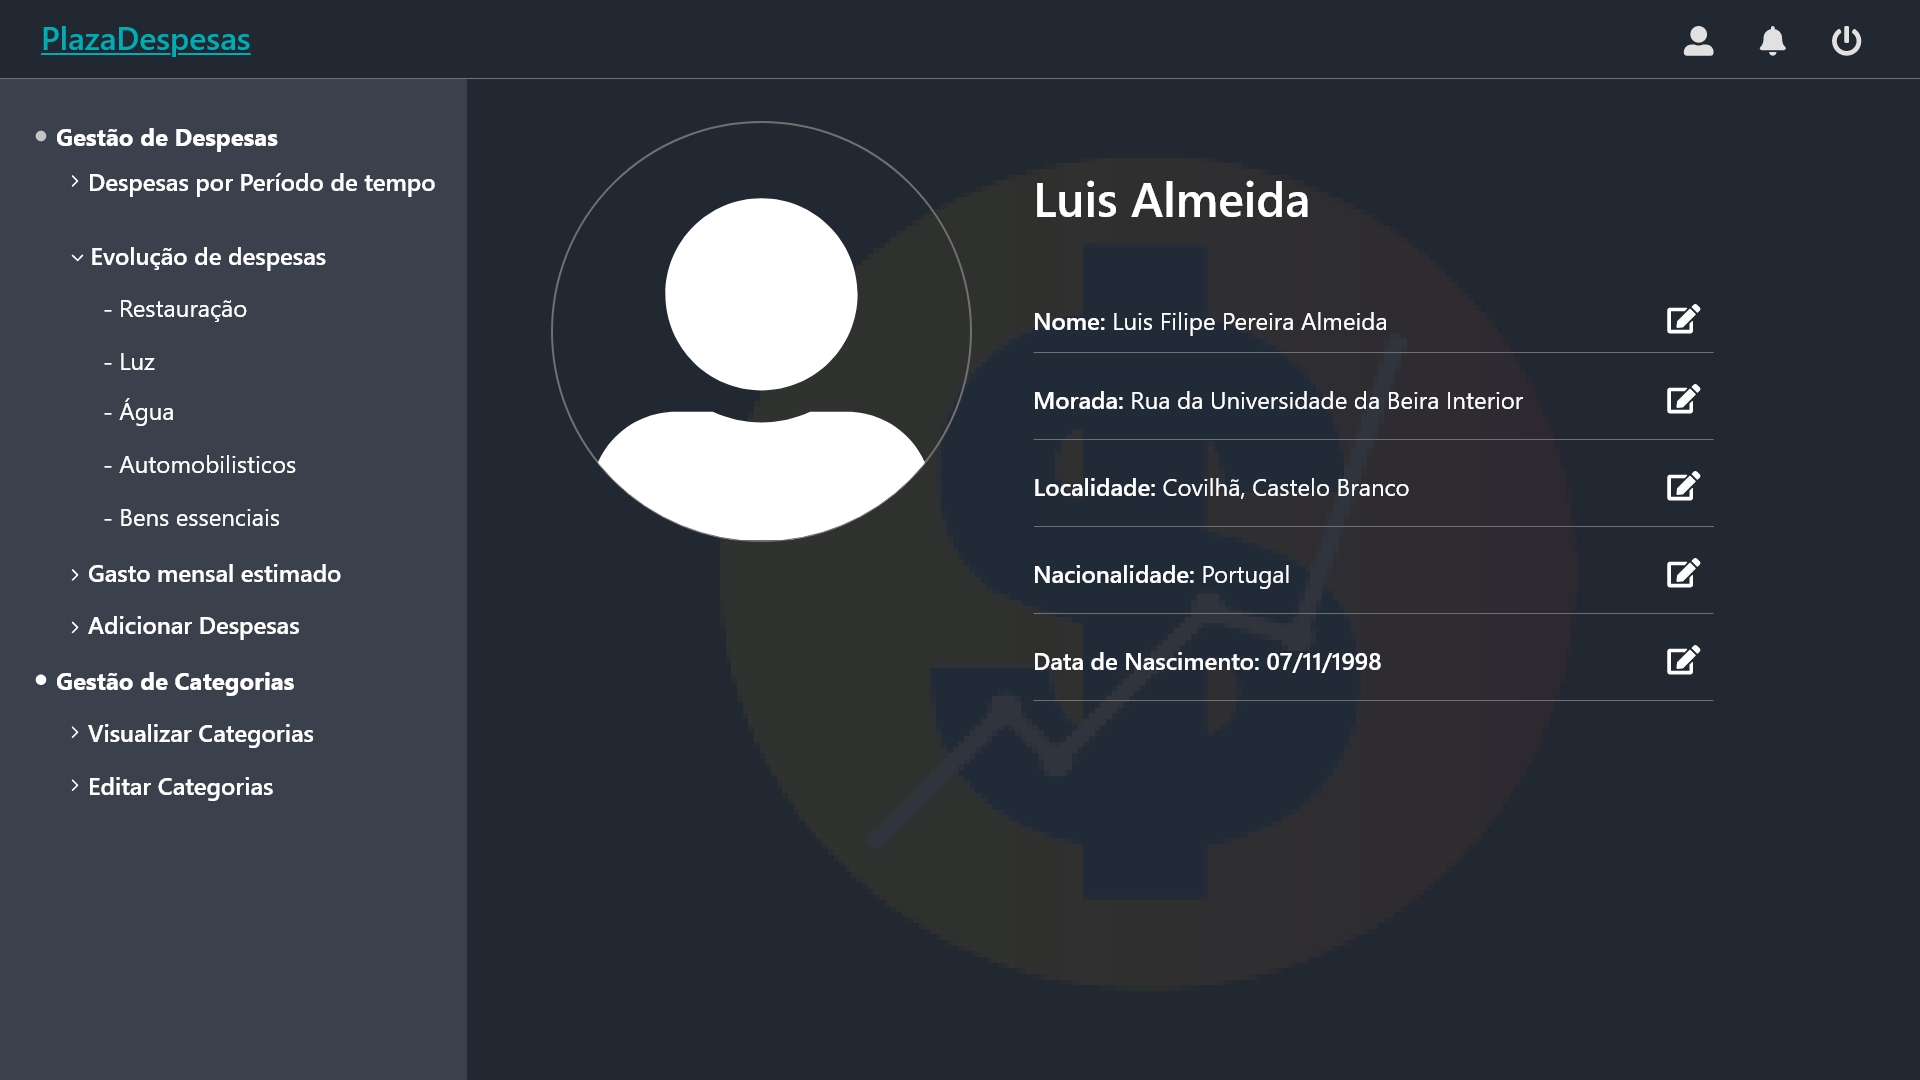 PlazaDespesas
Gestão de Despesas
Despesas por Período de tempo
Evolução de despesas
- Restauração
- Luz
- Água
- Automobilisticos
- Bens essenciais
Gasto mensal estimado
Adicionar Despesas
Gestão de Categorias
Visualizar Categorias
Editar Categorias
Luis Almeida
Nome: Luis Filipe Pereira Almeida
Morada: Rua da Universidade da Beira Interior
Localidade: Covilhã, Castelo Branco
Nacionalidade: Portugal
Data de Nascimento: 07/11/1998